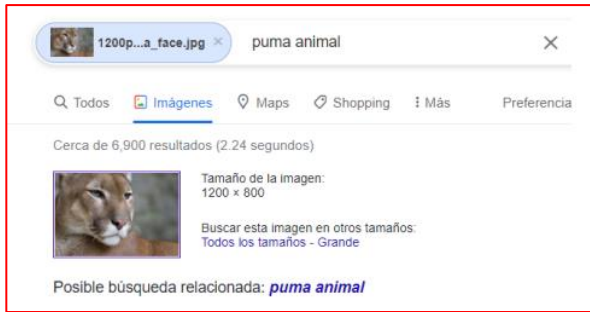 1200p...a_face.jpg × puma animal ×
Todos Imágenes Maps Shopping Más Preferencia
Cerca de 6,900 resultados (2.24 segundos)
Tamaño de la imagen:
1200 × 800
Buscar esta imagen en otros tamaños:
Todos los tamaños - Grande
Posible búsqueda relacionada: puma animal